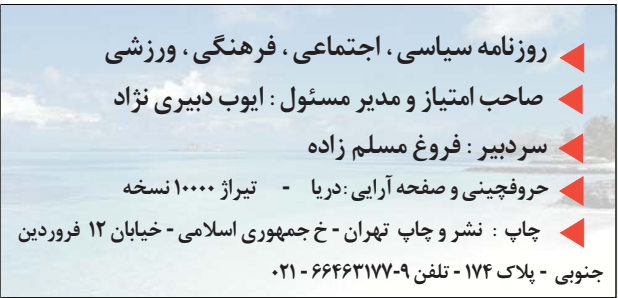 روزنامه سیاسی ، اجتماعی ، فرهنگی ، ورزشی
صاحب امتیاز و مدیر مسئول : ایوب دبیری نژاد
سردبیر : فروغ مسلم زاده
حروفچینی و صفحه آرایی :دریا - تیراژ ۱۰۰۰۰ نسخه
چاپ : نشر و چاپ تهران - خ جمهوری اسلامی - خیابان ۱۲ فروردین
جنوبی - پلاک ۱۷۴ - تلفن ۹-۶۶۴۶۳۱۷۷ - ۰۲۱